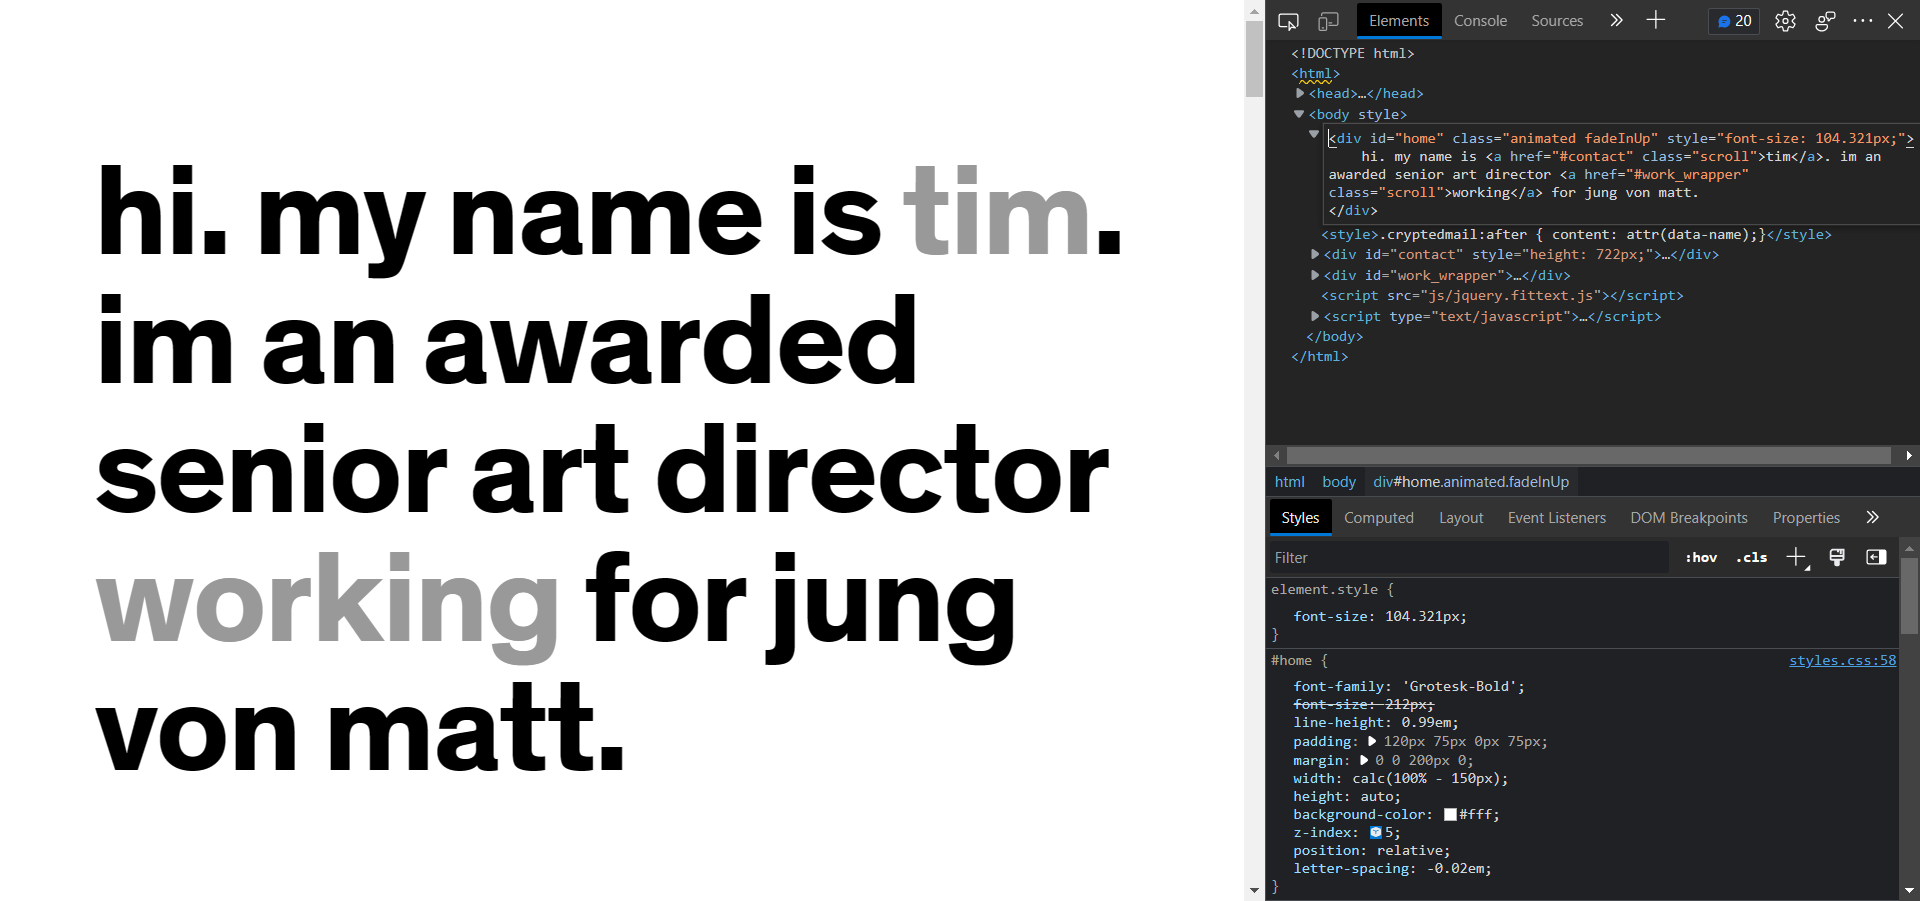 hi. my name is tim.
im an awarded
senior art director
working for jung
von matt.
Elements Console Sources 20
<!DOCTYPE html>
<html>
<head>…</head>
<body style>
<div id="home" class="animated fadeInUp" style="font-size: 104.321px;">
hi. my name is <a href="#contact" class="scroll">tim</a>. im an
awarded senior art director <a href="#work_wrapper"
class="scroll">working</a> for jung von matt.
</div>
<style>.cryptedmail:after { content: attr(data-name);}</style>
<div id="contact" style="height: 722px;">…</div>
<div id="work_wrapper">…</div>
<script src="js/jquery.fittext.js"></script>
<script type="text/javascript">…</script>
</body>
</html>
html body div#home.animated.fadeInUp
Styles Computed Layout Event Listeners DOM Breakpoints Properties
Filter :hov .cls
element.style {
font-size: 104.321px;
}
#home { styles.css:58
font-family: 'Grotesk-Bold';
font-size: 212px;
line-height: 0.99em;
padding: 120px 75px 0px 75px;
margin: 0 0 200px 0;
width: calc(100% - 150px);
height: auto;
background-color: #fff;
z-index: 5;
position: relative;
letter-spacing: -0.02em;
}